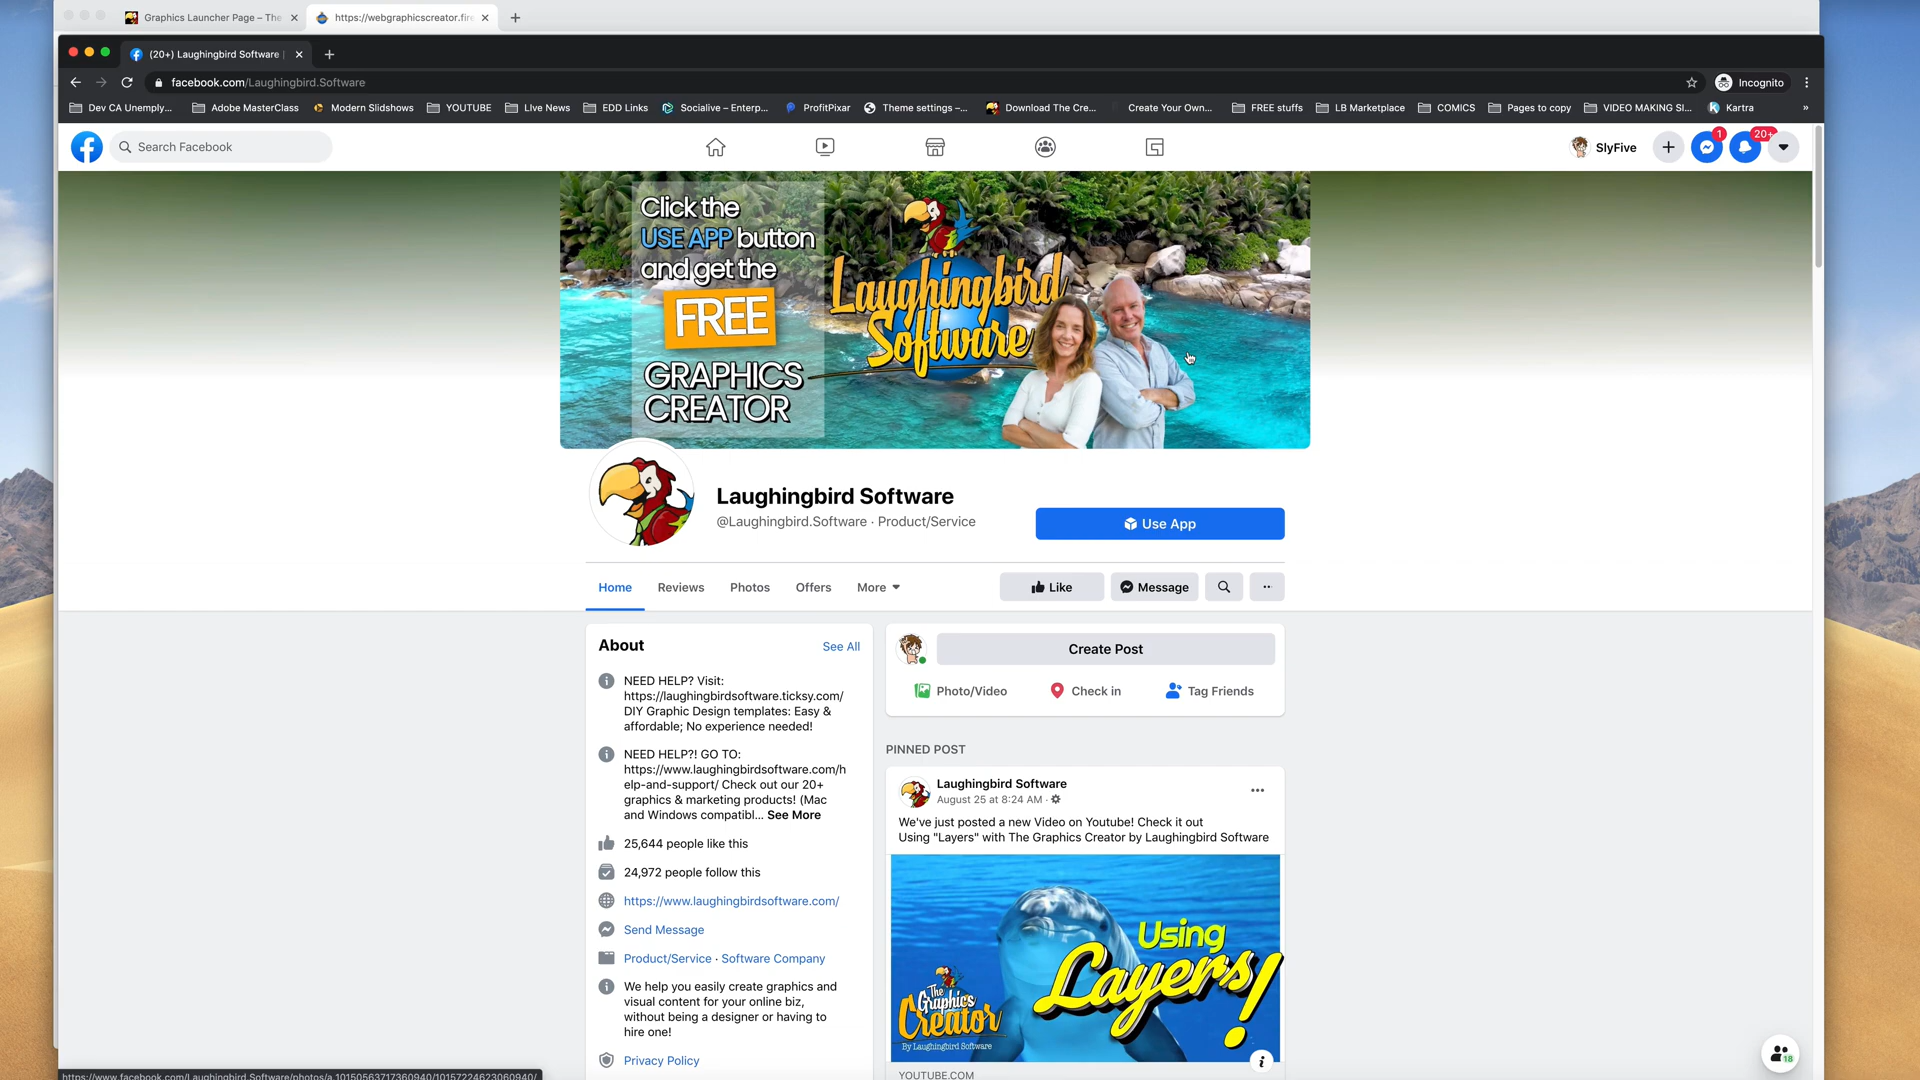 Graphics Launcher Page – The
https://webgraphicscreator.fire
(20+) Laughingbird Software |
facebook.com/Laughingbird.Software
Incognito
Dev CA Unemply...
Adobe MasterClass
Modern Slidshows
YOUTUBE
LIve News
EDD Links
Socialive – Enterp...
ProfitPixar
Theme settings –...
Download The Cre...
Create Your Own...
FREE stuffs
LB Marketplace
COMICS
Pages to copy
VIDEO MAKING SI...
Kartra
»
Search Facebook
SlyFive
1
20+
Click the
USE APP button
and get the
FREE
GRAPHICS
CREATOR
Laughingbird
Software
Laughingbird Software
@Laughingbird.Software · Product/Service
Use App
Home
Reviews
Photos
Offers
More
Like
Message
About
See All
NEED HELP? Visit:
https://laughingbirdsoftware.ticksy.com/
DIY Graphic Design templates: Easy &
affordable; No experience needed!
NEED HELP?! GO TO:
https://www.laughingbirdsoftware.com/h
elp-and-support/ Check out our 20+
graphics & marketing products! (Mac
and Windows compatibl... See More
25,644 people like this
24,972 people follow this
https://www.laughingbirdsoftware.com/
Send Message
Product/Service · Software Company
We help you easily create graphics and
visual content for your online biz,
without being a designer or having to
hire one!
Privacy Policy
Create Post
Photo/Video
Check in
Tag Friends
PINNED POST
Laughingbird Software
August 25 at 8:24 AM ·
We've just posted a new Video on Youtube! Check it out
Using "Layers" with The Graphics Creator by Laughingbird Software
Using
Layers!
The
Graphics
Creator
By Laughingbird Software
YOUTUBE.COM
18
https://www.facebook.com/Laughingbird.Software/photos/a.10150563717360940/10157224623060940/